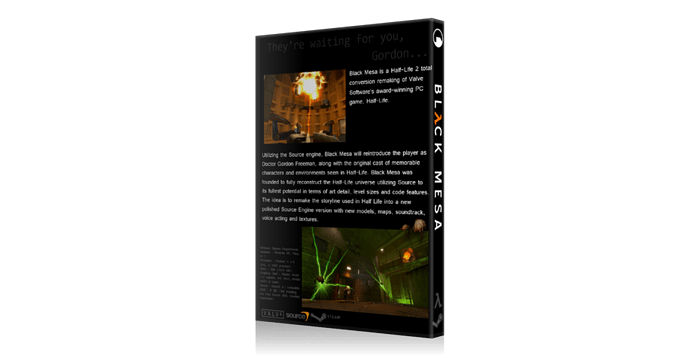 They're waiting for you,
Gordon...
Black Mesa is a Half-Life 2 total
conversion remaking of Valve
Software's award-winning PC
game, Half-Life.
Utilizing the Source engine, Black Mesa will reintroduce the player as
Doctor Gordon Freeman, along with the original cast of memorable
characters and environments seen in Half-Life. Black Mesa was
founded to fully reconstruct the Half-Life universe utilizing Source to
its fullest potential in terms of art detail, level sizes and code features.
The idea is to remake the storyline used in Half Life into a new
polished Source Engine version with new models, maps, soundtrack,
voice acting and textures.
VALVE
source
STEAM
BLACK MESA